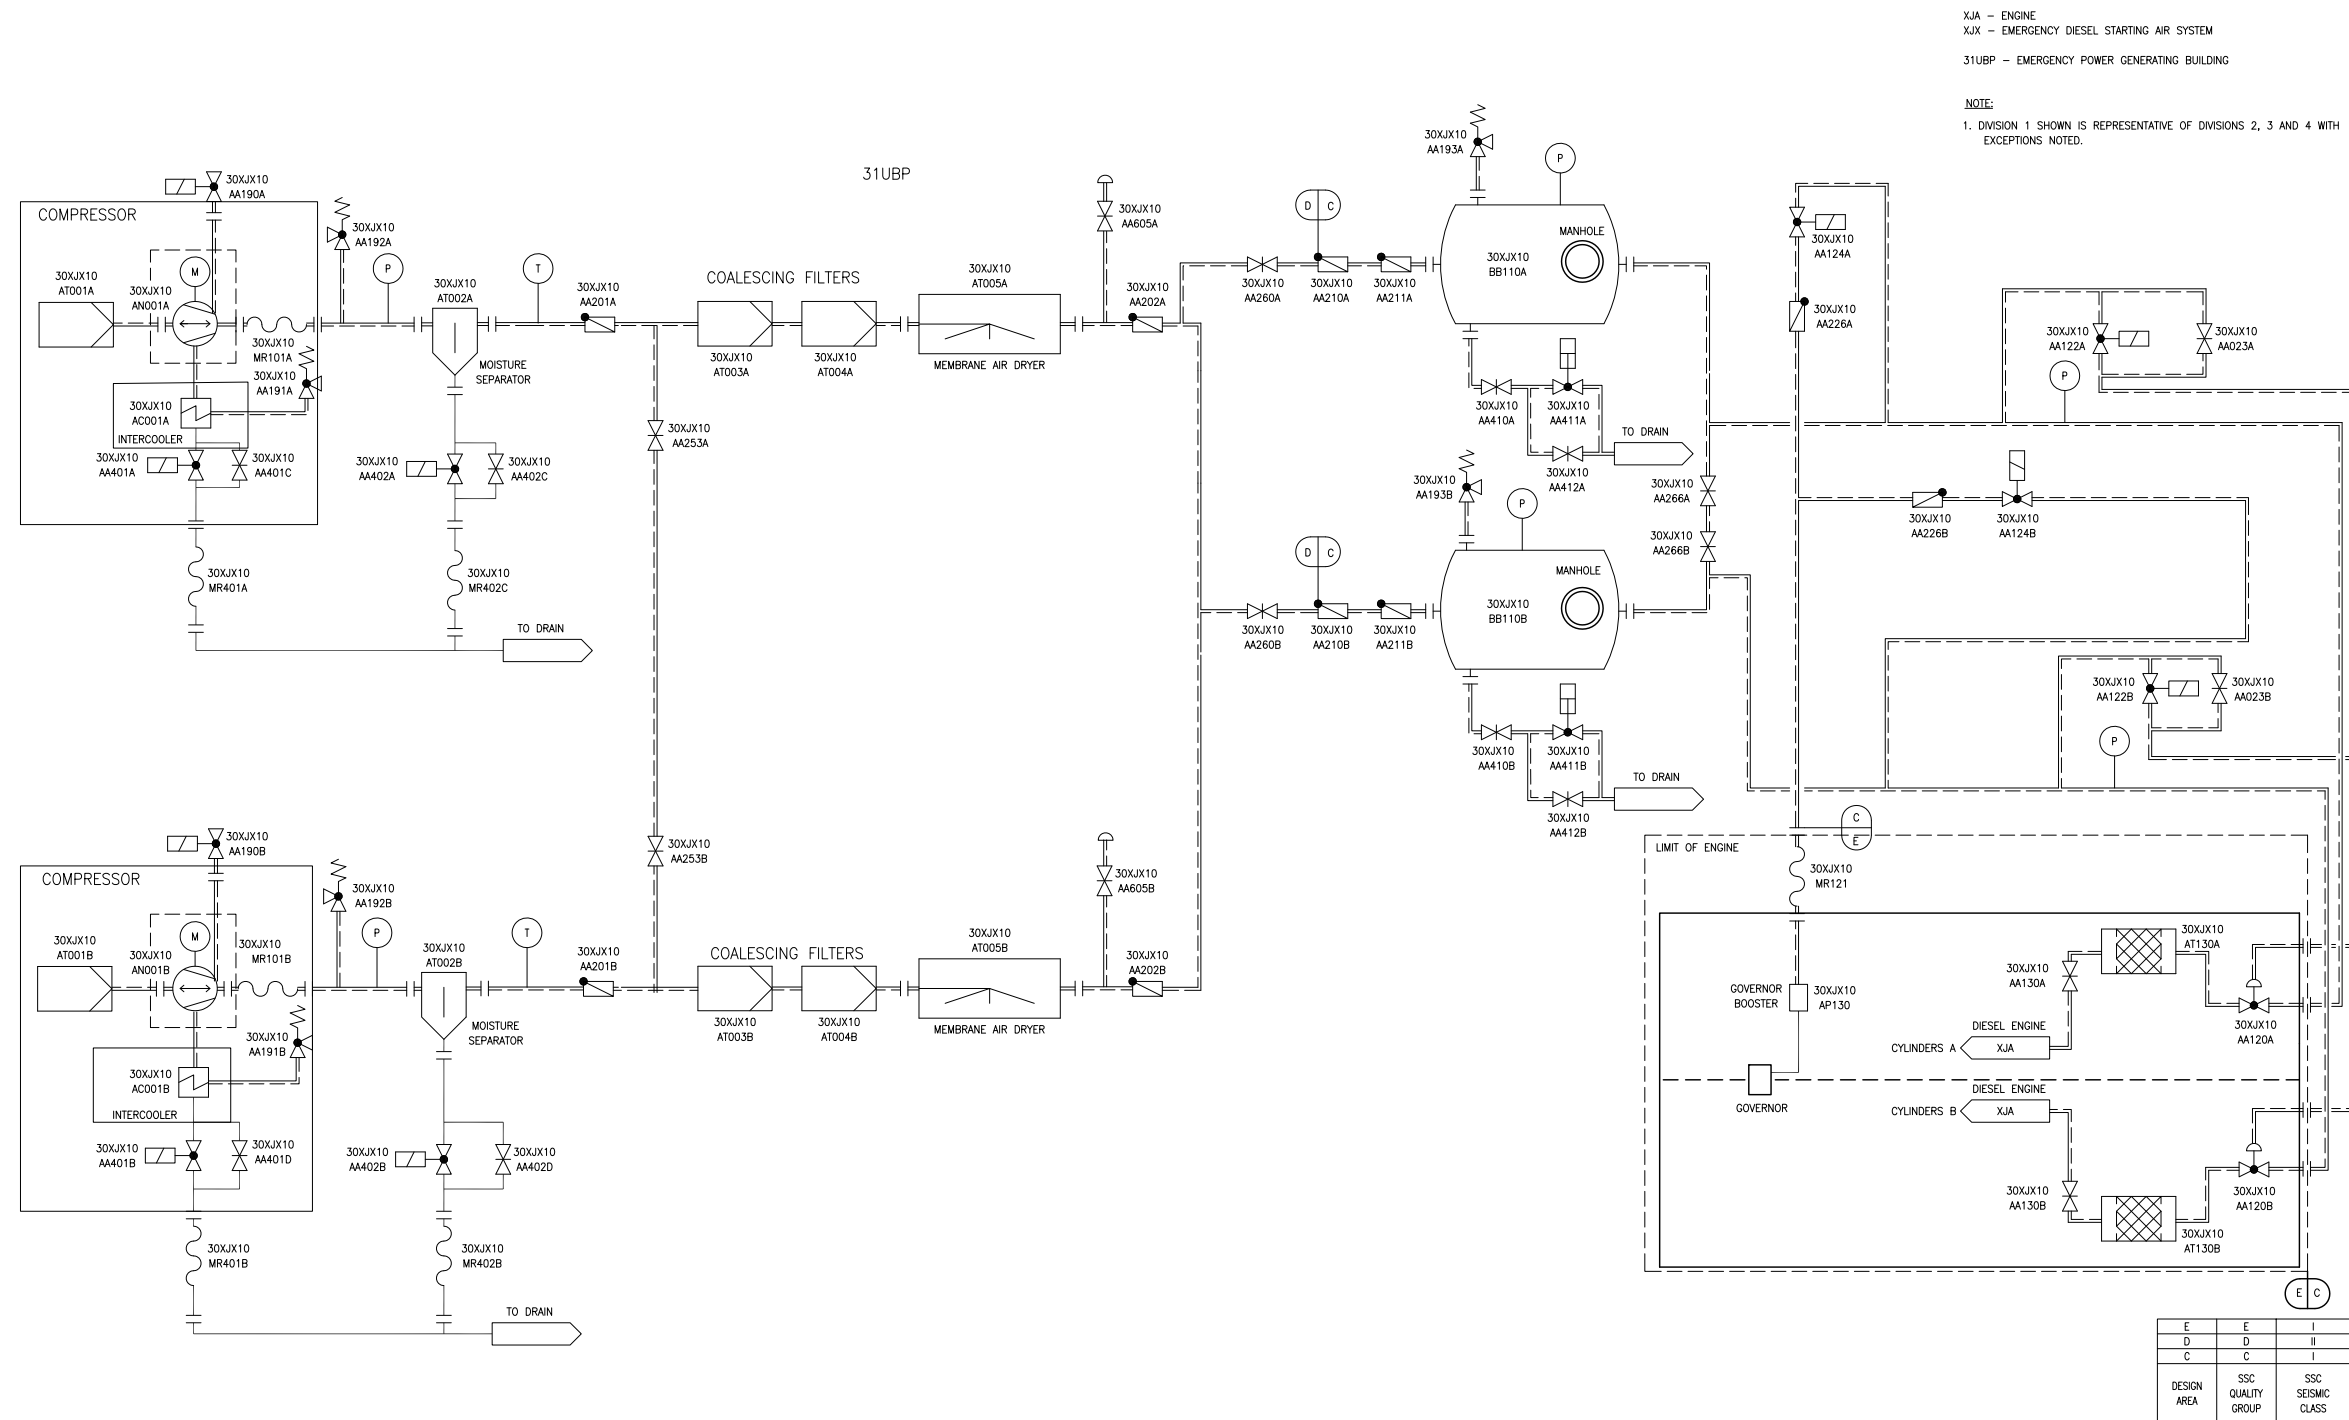 XJA – ENGINE
XJX – EMERGENCY DIESEL STARTING AIR SYSTEM
31UBP – EMERGENCY POWER GENERATING BUILDING
NOTE:
1. DIVISION 1 SHOWN IS REPRESENTATIVE OF DIVISIONS 2, 3 AND 4 WITH
EXCEPTIONS NOTED.
31UBP
COMPRESSOR
30XJX10
AA190A
30XJX10
AT001A
30XJX10
AN001A
M
30XJX10
MR101A
30XJX10
AA191A
30XJX10
AC001A
INTERCOOLER
30XJX10
AA401A
30XJX10
AA401C
30XJX10
MR401A
30XJX10
AA192A
P
30XJX10
AT002A
MOISTURE
SEPARATOR
30XJX10
AA402A
30XJX10
AA402C
30XJX10
MR402C
TO DRAIN
T
30XJX10
AA201A
30XJX10
AA253A
COALESCING FILTERS
30XJX10
AT003A
30XJX10
AT004A
30XJX10
AT005A
MEMBRANE AIR DRYER
30XJX10
AA605A
30XJX10
AA202A
30XJX10
AA260A
D
C
30XJX10
AA210A
30XJX10
AA211A
30XJX10
AA193A
P
MANHOLE
30XJX10
BB110A
30XJX10
AA410A
30XJX10
AA411A
30XJX10
AA412A
TO DRAIN
30XJX10
AA266A
30XJX10
AA266B
30XJX10
AA124A
30XJX10
AA226A
30XJX10
AA122A
30XJX10
AA023A
P
30XJX10
AA226B
30XJX10
AA124B
30XJX10
AA260B
D
C
30XJX10
AA210B
30XJX10
AA211B
30XJX10
AA193B
P
MANHOLE
30XJX10
BB110B
30XJX10
AA410B
30XJX10
AA411B
30XJX10
AA412B
TO DRAIN
30XJX10
AA122B
30XJX10
AA023B
P
COMPRESSOR
30XJX10
AA190B
30XJX10
AT001B
30XJX10
AN001B
M
30XJX10
MR101B
30XJX10
AA191B
30XJX10
AC001B
INTERCOOLER
30XJX10
AA401B
30XJX10
AA401D
30XJX10
MR401B
30XJX10
AA192B
P
30XJX10
AT002B
MOISTURE
SEPARATOR
30XJX10
AA402B
30XJX10
AA402D
30XJX10
MR402B
TO DRAIN
T
30XJX10
AA201B
30XJX10
AA253B
COALESCING FILTERS
30XJX10
AT003B
30XJX10
AT004B
30XJX10
AT005B
MEMBRANE AIR DRYER
30XJX10
AA605B
30XJX10
AA202B
LIMIT OF ENGINE
C
E
30XJX10
MR121
GOVERNOR
BOOSTER
30XJX10
AP130
GOVERNOR
30XJX10
AT130A
30XJX10
AA130A
30XJX10
AA120A
DIESEL ENGINE
CYLINDERS A
XJA
DIESEL ENGINE
CYLINDERS B
XJA
30XJX10
AA130B
30XJX10
AA120B
30XJX10
AT130B
E
C
E E I
D D II
C C I
DESIGN
AREA
SSC
QUALITY
GROUP
SSC
SEISMIC
CLASS